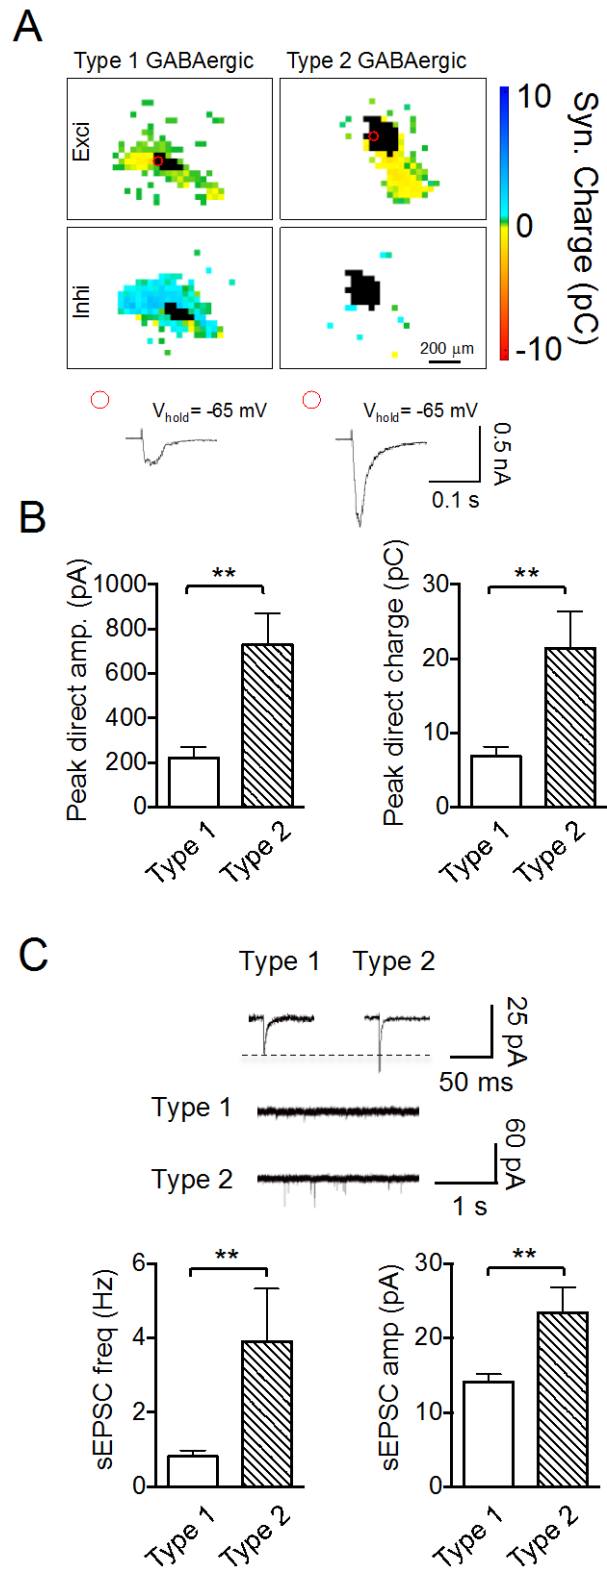 A
Type 1 GABAergic
Type 2 GABAergic
Exci
Inhi
10
0
-10
Syn. Charge (pC)
200 μm
Vhold= -65 mV
Vhold= -65 mV
0.5 nA
0.1 s
B
Peak direct amp. (pA)
1000
800
600
400
200
0
**
Type 1
Type 2
Peak direct charge (pC)
30
20
10
0
**
Type 1
Type 2
C
Type 1
Type 2
25 pA
50 ms
Type 1
Type 2
60 pA
1 s
sEPSC freq (Hz)
6
4
2
0
**
Type 1
Type 2
sEPSC amp (pA)
30
20
10
0
**
Type 1
Type 2